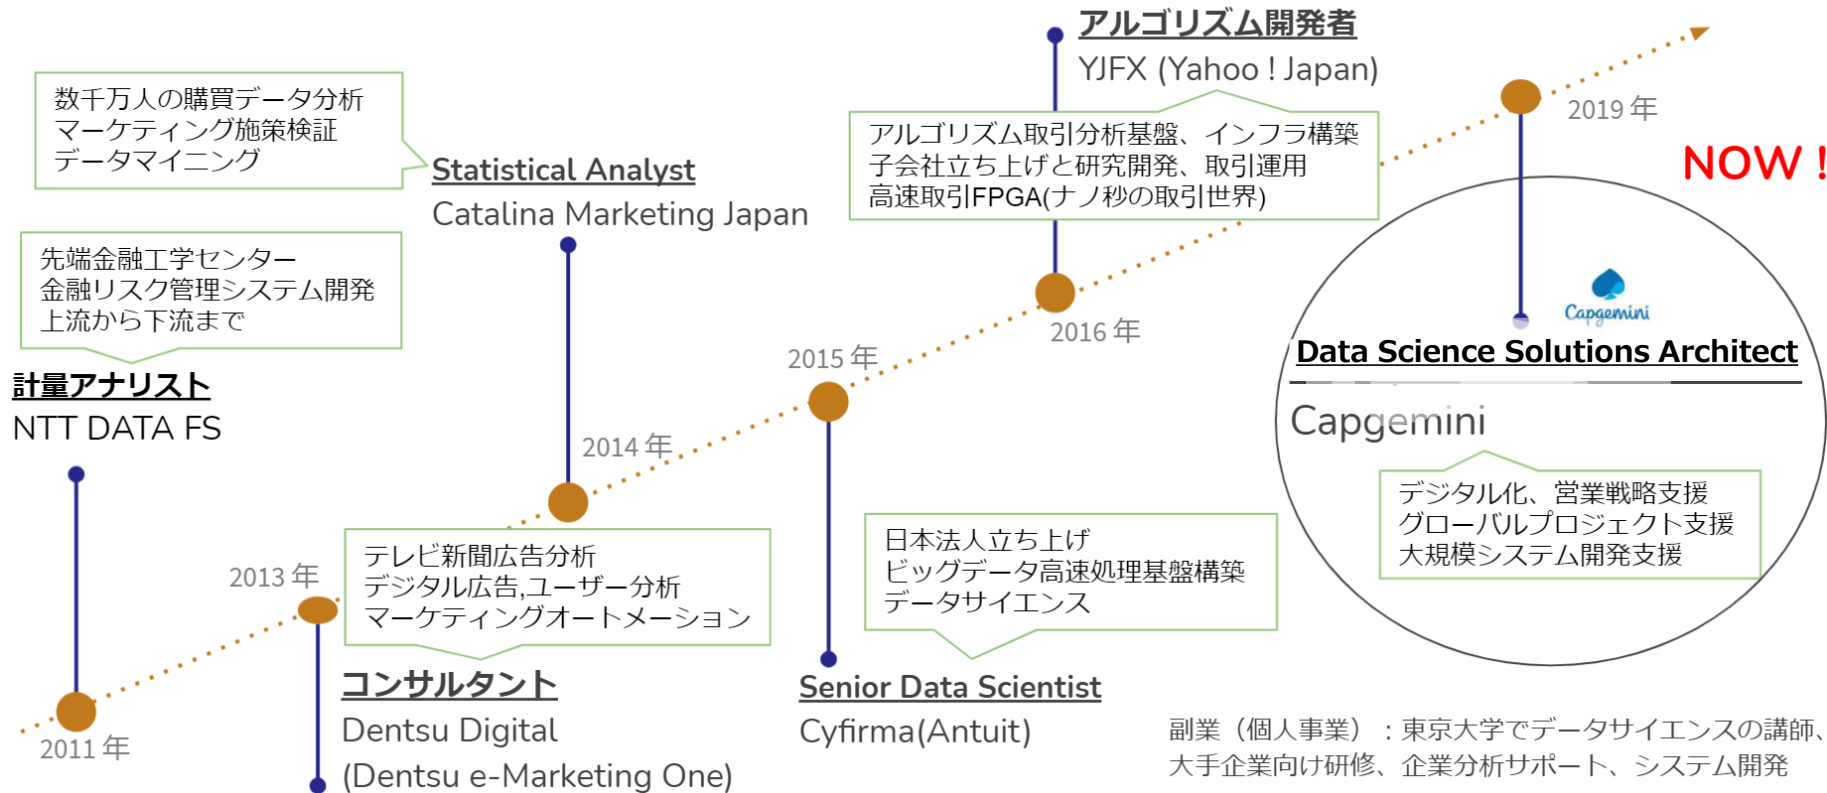 アルゴリズム開発者
YJFX (Yahoo ! Japan)
アルゴリズム取引分析基盤、インフラ構築
子会社立ち上げと研究開発、取引運用
高速取引FPGA(ナノ秒の取引世界)
2016 年
数千万人の購買データ分析
マーケティング施策検証
データマイニング
Statistical Analyst
Catalina Marketing Japan
2014 年
先端金融工学センター
金融リスク管理システム開発
上流から下流まで
計量アナリスト
NTT DATA FS
2011 年
2013 年
テレビ新聞広告分析
デジタル広告,ユーザー分析
マーケティングオートメーション
コンサルタント
Dentsu Digital
(Dentsu e-Marketing One)
2015 年
日本法人立ち上げ
ビッグデータ高速処理基盤構築
データサイエンス
Senior Data Scientist
Cyfirma(Antuit)
2019 年
NOW !
Capgemini
Data Science Solutions Architect
Capgemini
デジタル化、営業戦略支援
グローバルプロジェクト支援
大規模システム開発支援
副業（個人事業）：東京大学でデータサイエンスの講師、
大手企業向け研修、企業分析サポート、システム開発